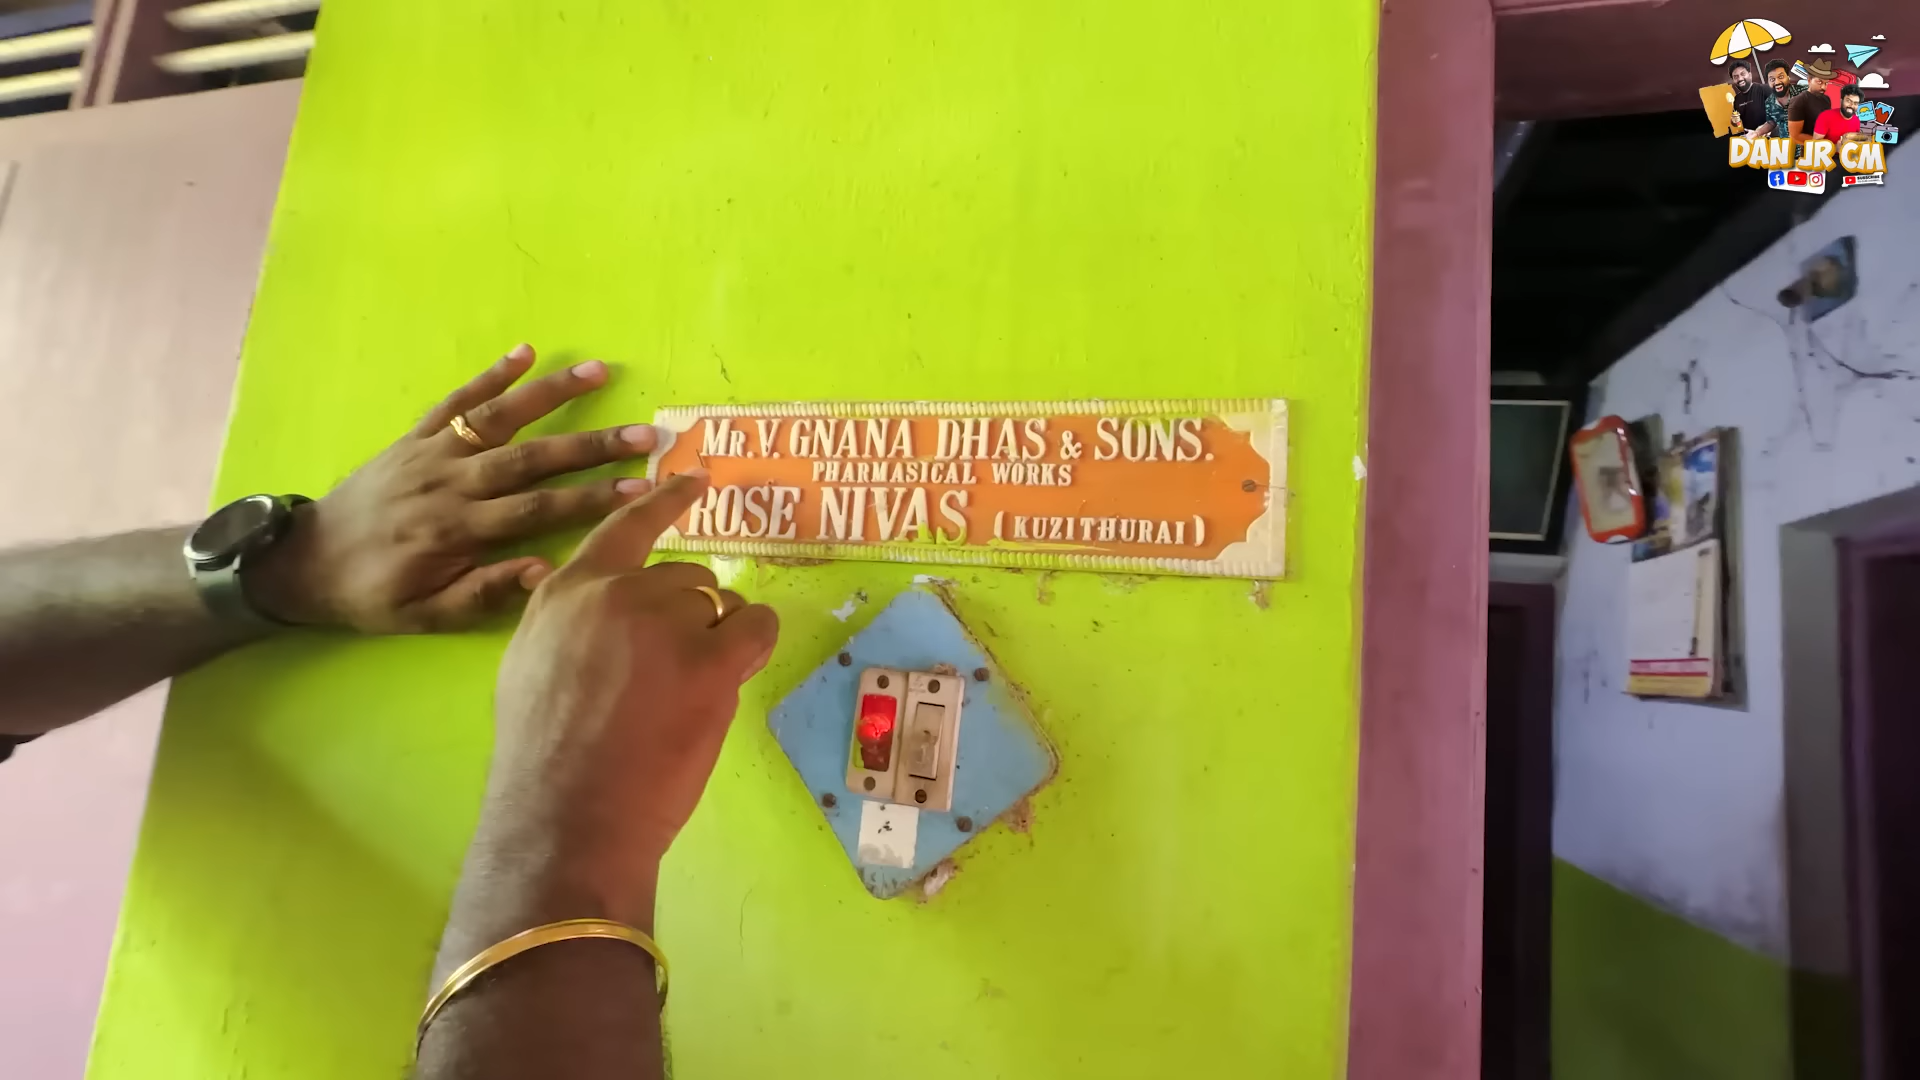 DAN JR CM
MR. V. GNANA DHAS & SONS.
PHARMASICAL WORKS
ROSE NIVAS (KUZITHURAI)